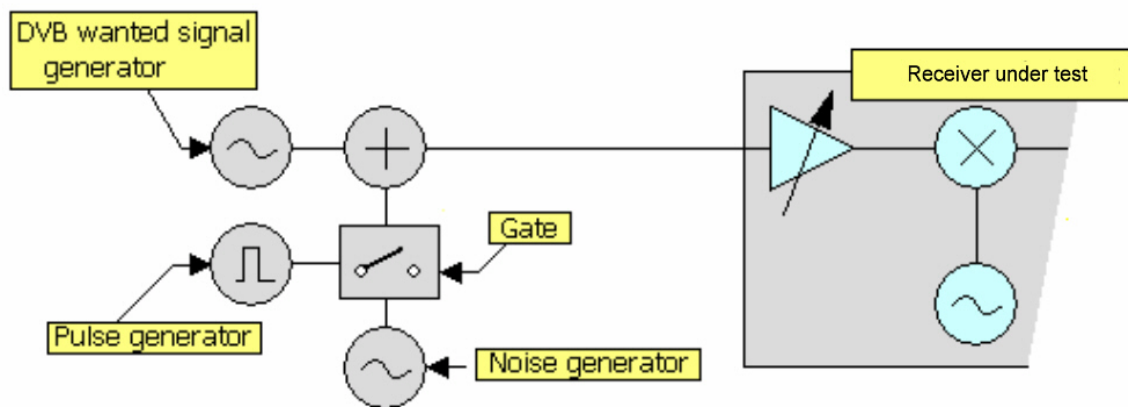 DVB wanted signal
generator
Receiver under test
Gate
Pulse generator
Noise generator